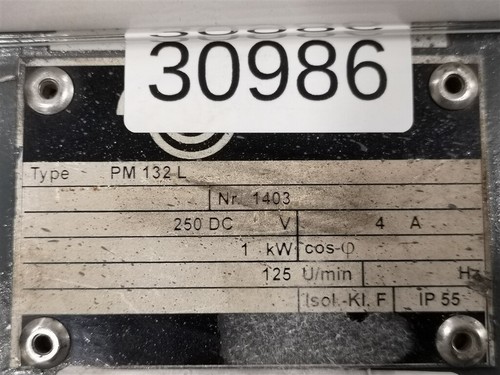 30986
Type PM 132 L
Nr. 1403
250 DC V 4 A
1 kW cos-φ
125 U/min Hz
Isol.-Kl. F IP 55